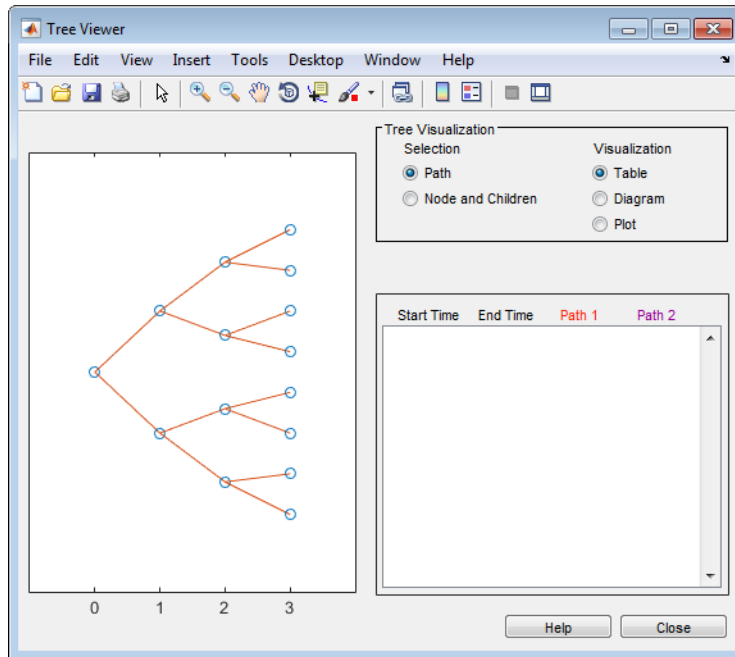 Tree Viewer
File Edit View Insert Tools Desktop Window Help
Tree Visualization
Selection Visualization
Path Table
Node and Children Diagram
Plot
Start Time End Time Path 1 Path 2
0 1 2 3
Help Close